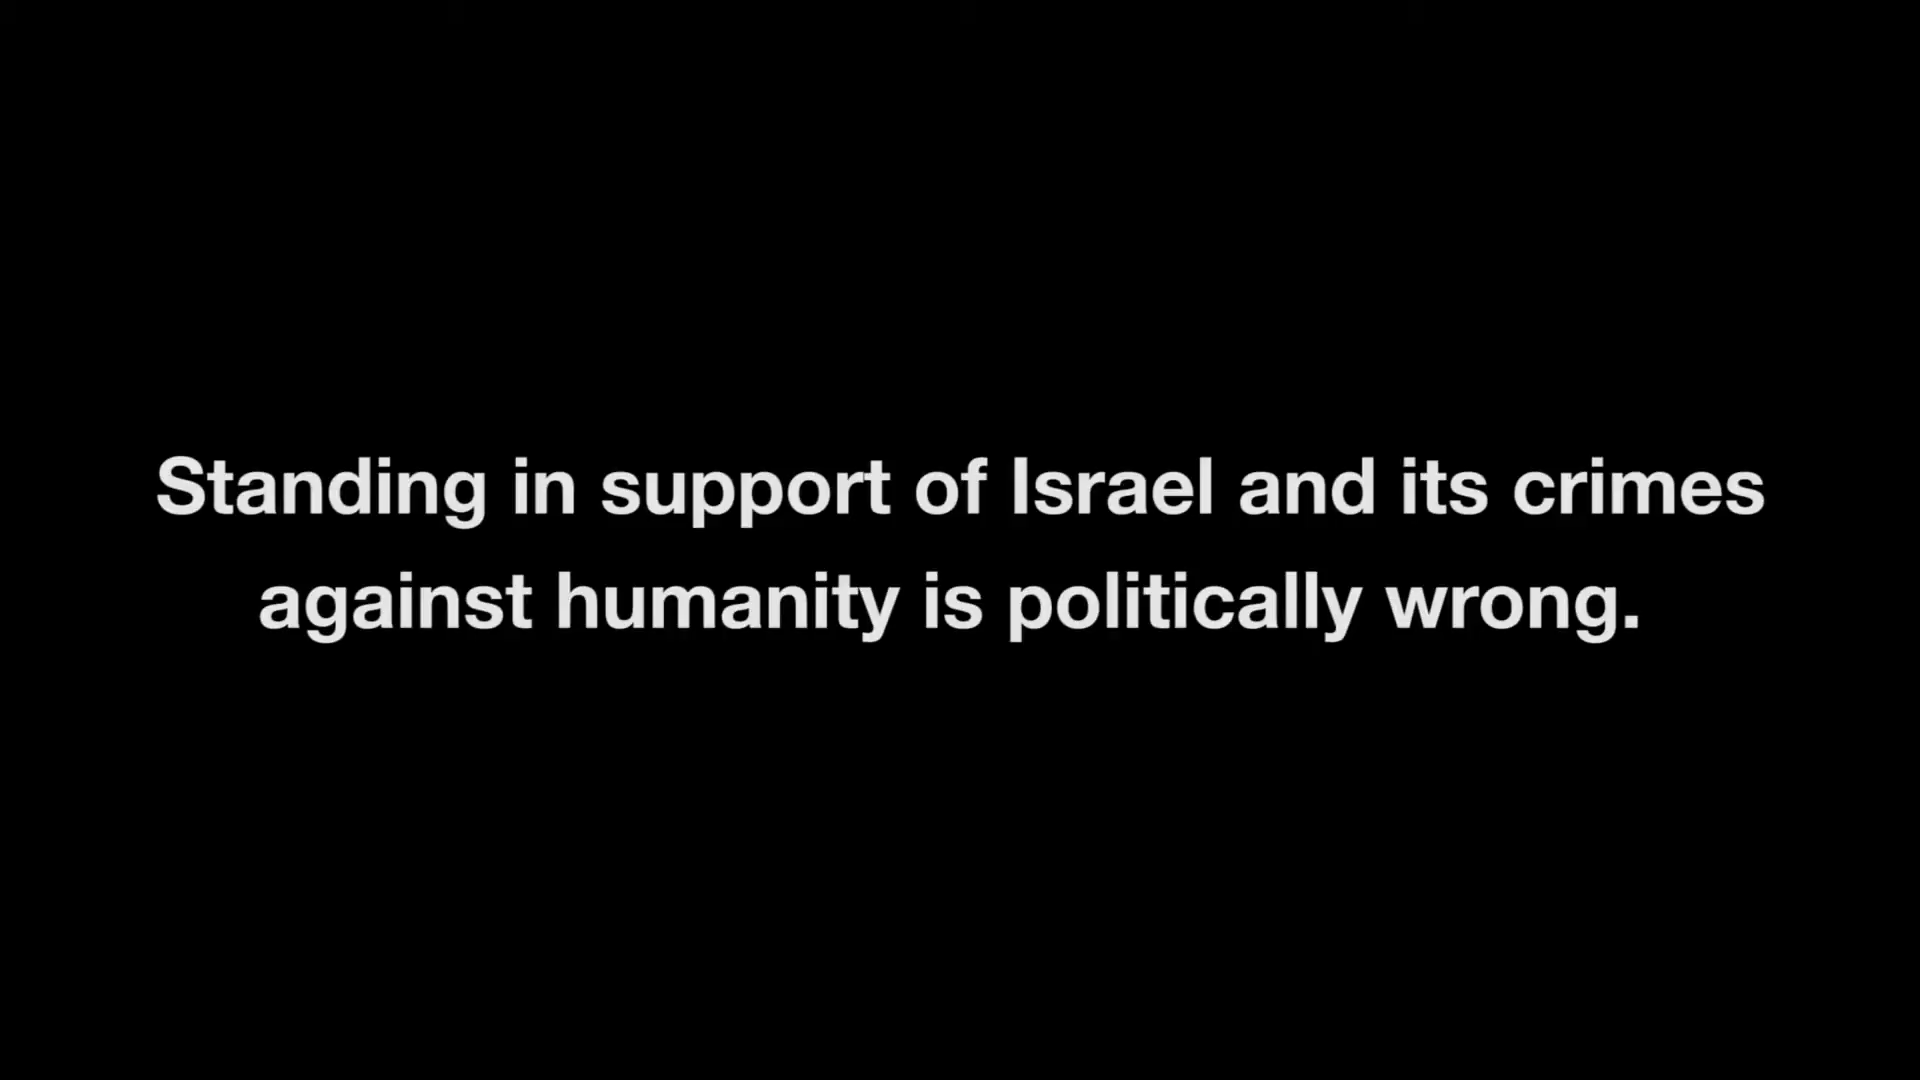 Standing in support of Israel and its crimes
against humanity is politically wrong.